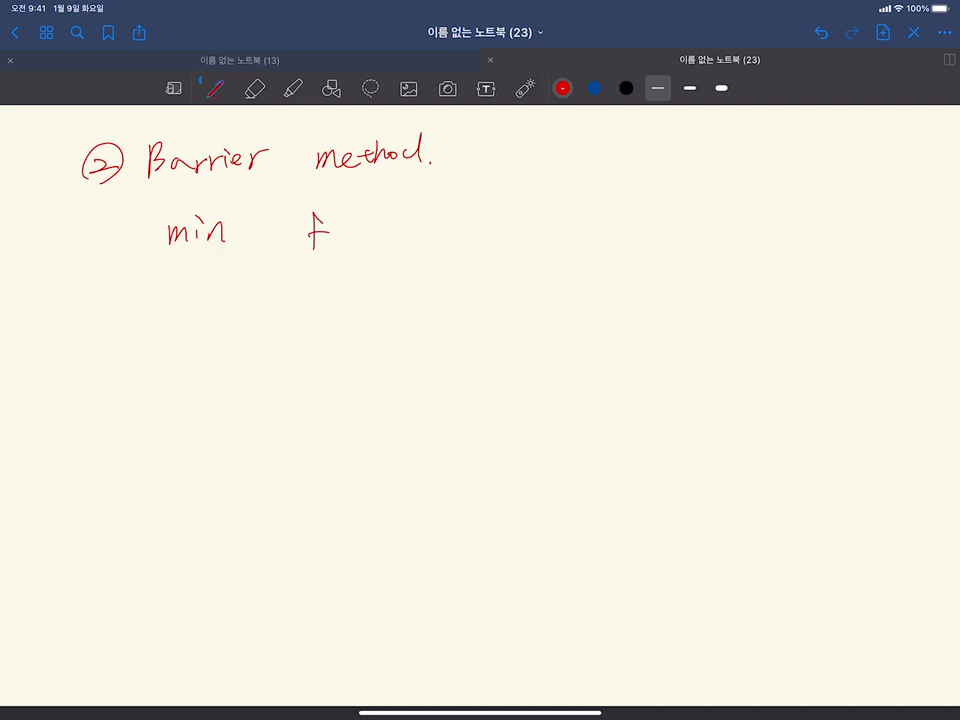 오전 9:41 1월 9일 화요일
100%
이름 없는 노트북 (23)
이름 없는 노트북 (13)
이름 없는 노트북 (23)
② Barrier method.
min f